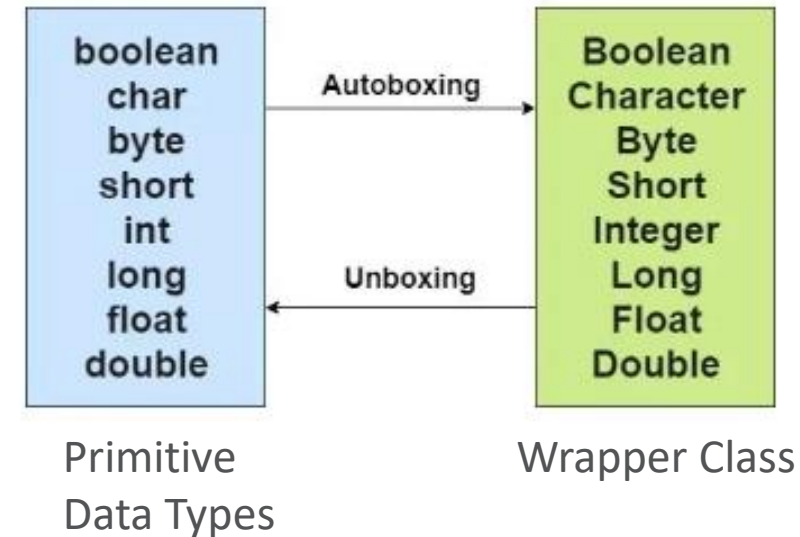 boolean
char
byte
short
int
long
float
double
Autoboxing
Unboxing
Boolean
Character
Byte
Short
Integer
Long
Float
Double
Primitive
Data Types
Wrapper Class